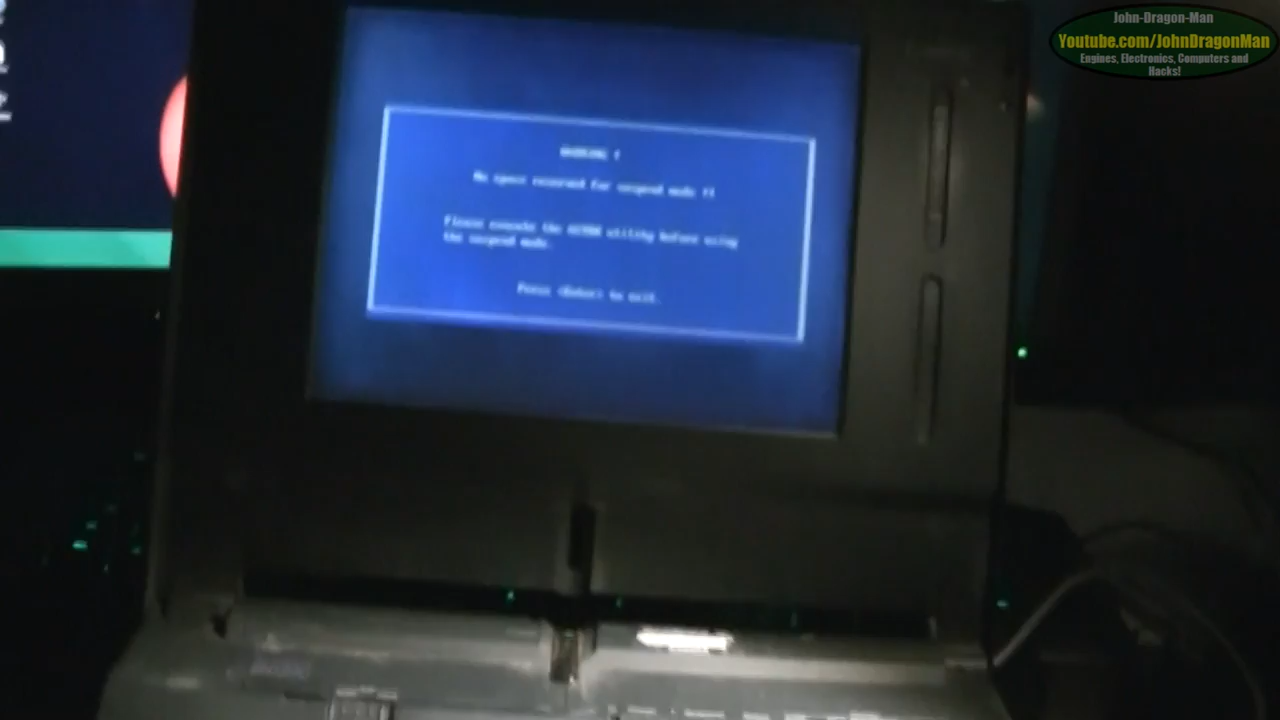 John-Dragon-Man
Youtube.com/JohnDragonMan
Engines, Electronics, Computers and
Hacks!
WARNING !
No space reserved for suspend mode !!
Please execute the utility before using
the suspend mode.
Press <Enter> to exit.